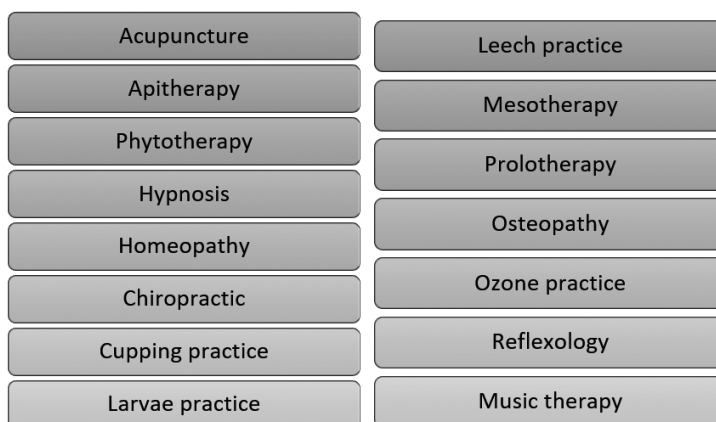 Acupuncture
Apitherapy
Phytotherapy
Hypnosis
Homeopathy
Chiropractic
Cupping practice
Larvae practice
Leech practice
Mesotherapy
Prolotherapy
Osteopathy
Ozone practice
Reflexology
Music therapy